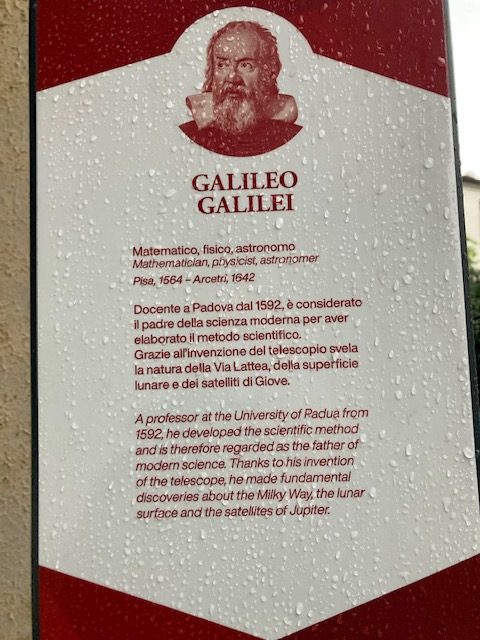 GALILEO
GALILEI
Matematico, fisico, astronomo
Mathematician, physicist, astronomer
Pisa, 1564 – Arcetri, 1642
Docente a Padova dal 1592, è considerato
il padre della scienza moderna per aver
elaborato il metodo scientifico.
Grazie all'invenzione del telescopio svela
la natura della Via Lattea, della superficie
lunare e dei satelliti di Giove.
A professor at the University of Padua from
1592, he developed the scientific method
and is therefore regarded as the father of
modern science. Thanks to his invention
of the telescope, he made fundamental
discoveries about the Milky Way, the lunar
surface and the satellites of Jupiter.